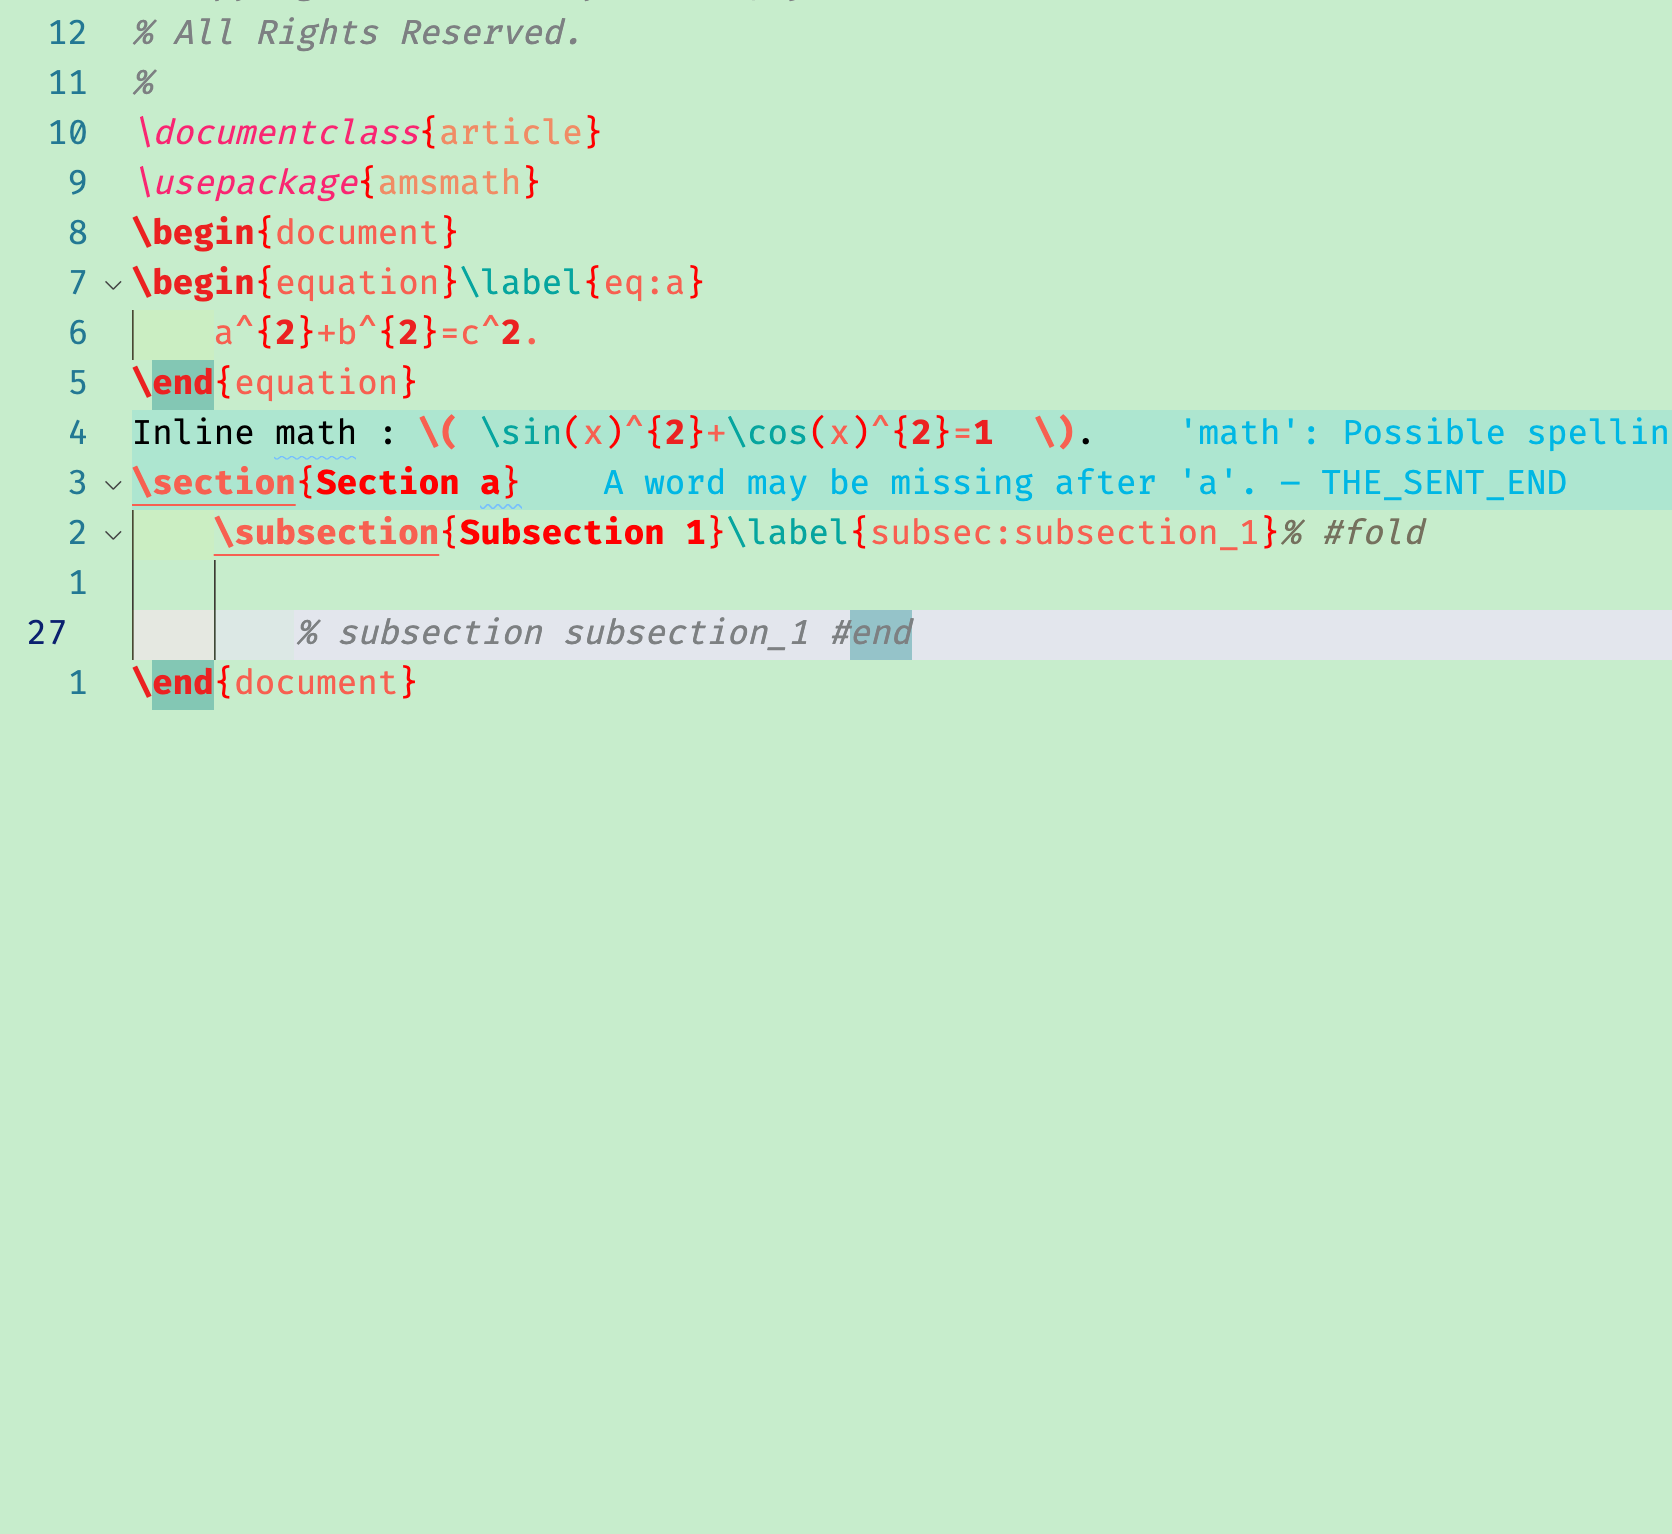 12 % All Rights Reserved.
11 %
10 \documentclass{article}
9 \usepackage{amsmath}
8 \begin{document}
7 \begin{equation}\label{eq:a}
6 a^{2}+b^{2}=c^2.
5 \end{equation}
4 Inline math : \( \sin(x)^{2}+\cos(x)^{2}=1  \). 'math': Possible spellin
3 \section{Section a} A word may be missing after 'a'. — THE_SENT_END
2 \subsection{Subsection 1}\label{subsec:subsection_1}% #fold
1
27 % subsection subsection_1 #end
1 \end{document}